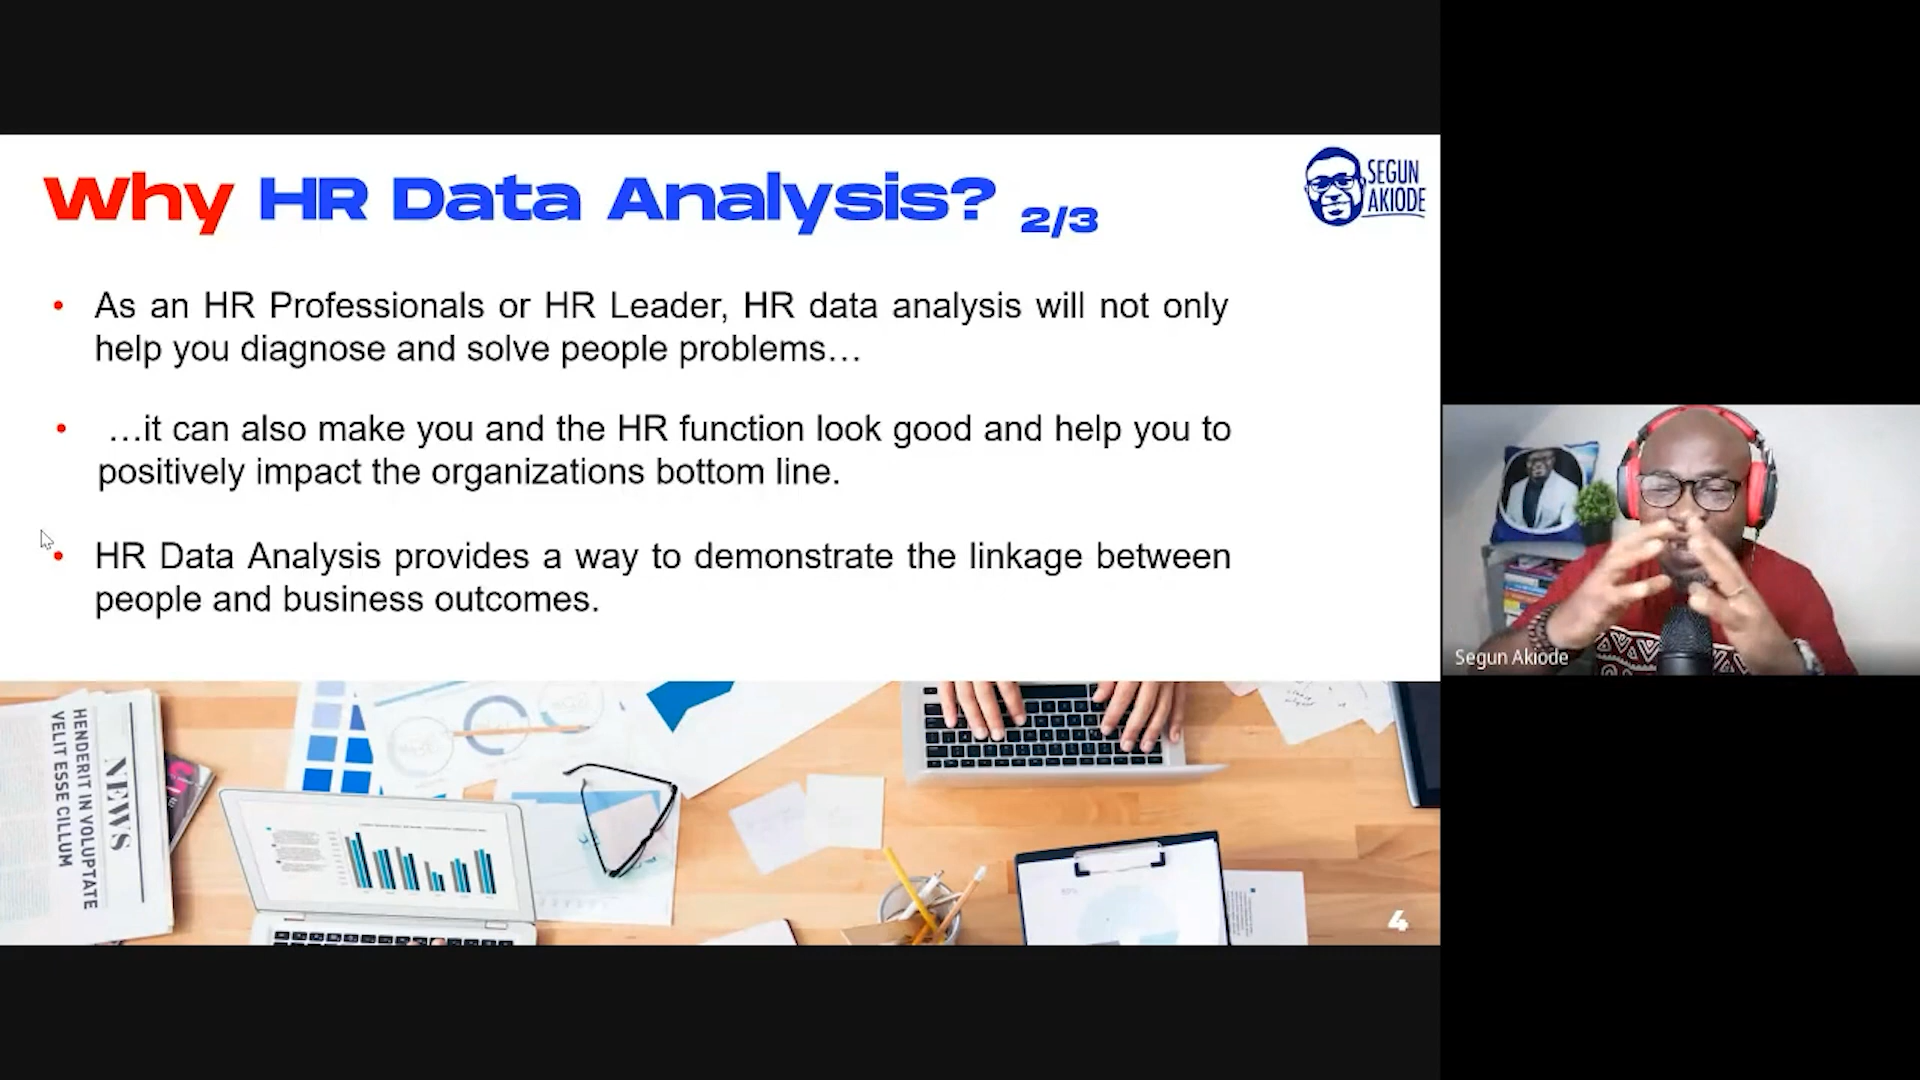 Why HR Data Analysis? 2/3
SEGUN
AKIODE
• As an HR Professionals or HR Leader, HR data analysis will not only
help you diagnose and solve people problems…
• …it can also make you and the HR function look good and help you to
positively impact the organizations bottom line.
• HR Data Analysis provides a way to demonstrate the linkage between
people and business outcomes.
Segun Akiode
NEWS
HENDERIT IN VOLUPTATE
VELIT ESSE CILLUM
4